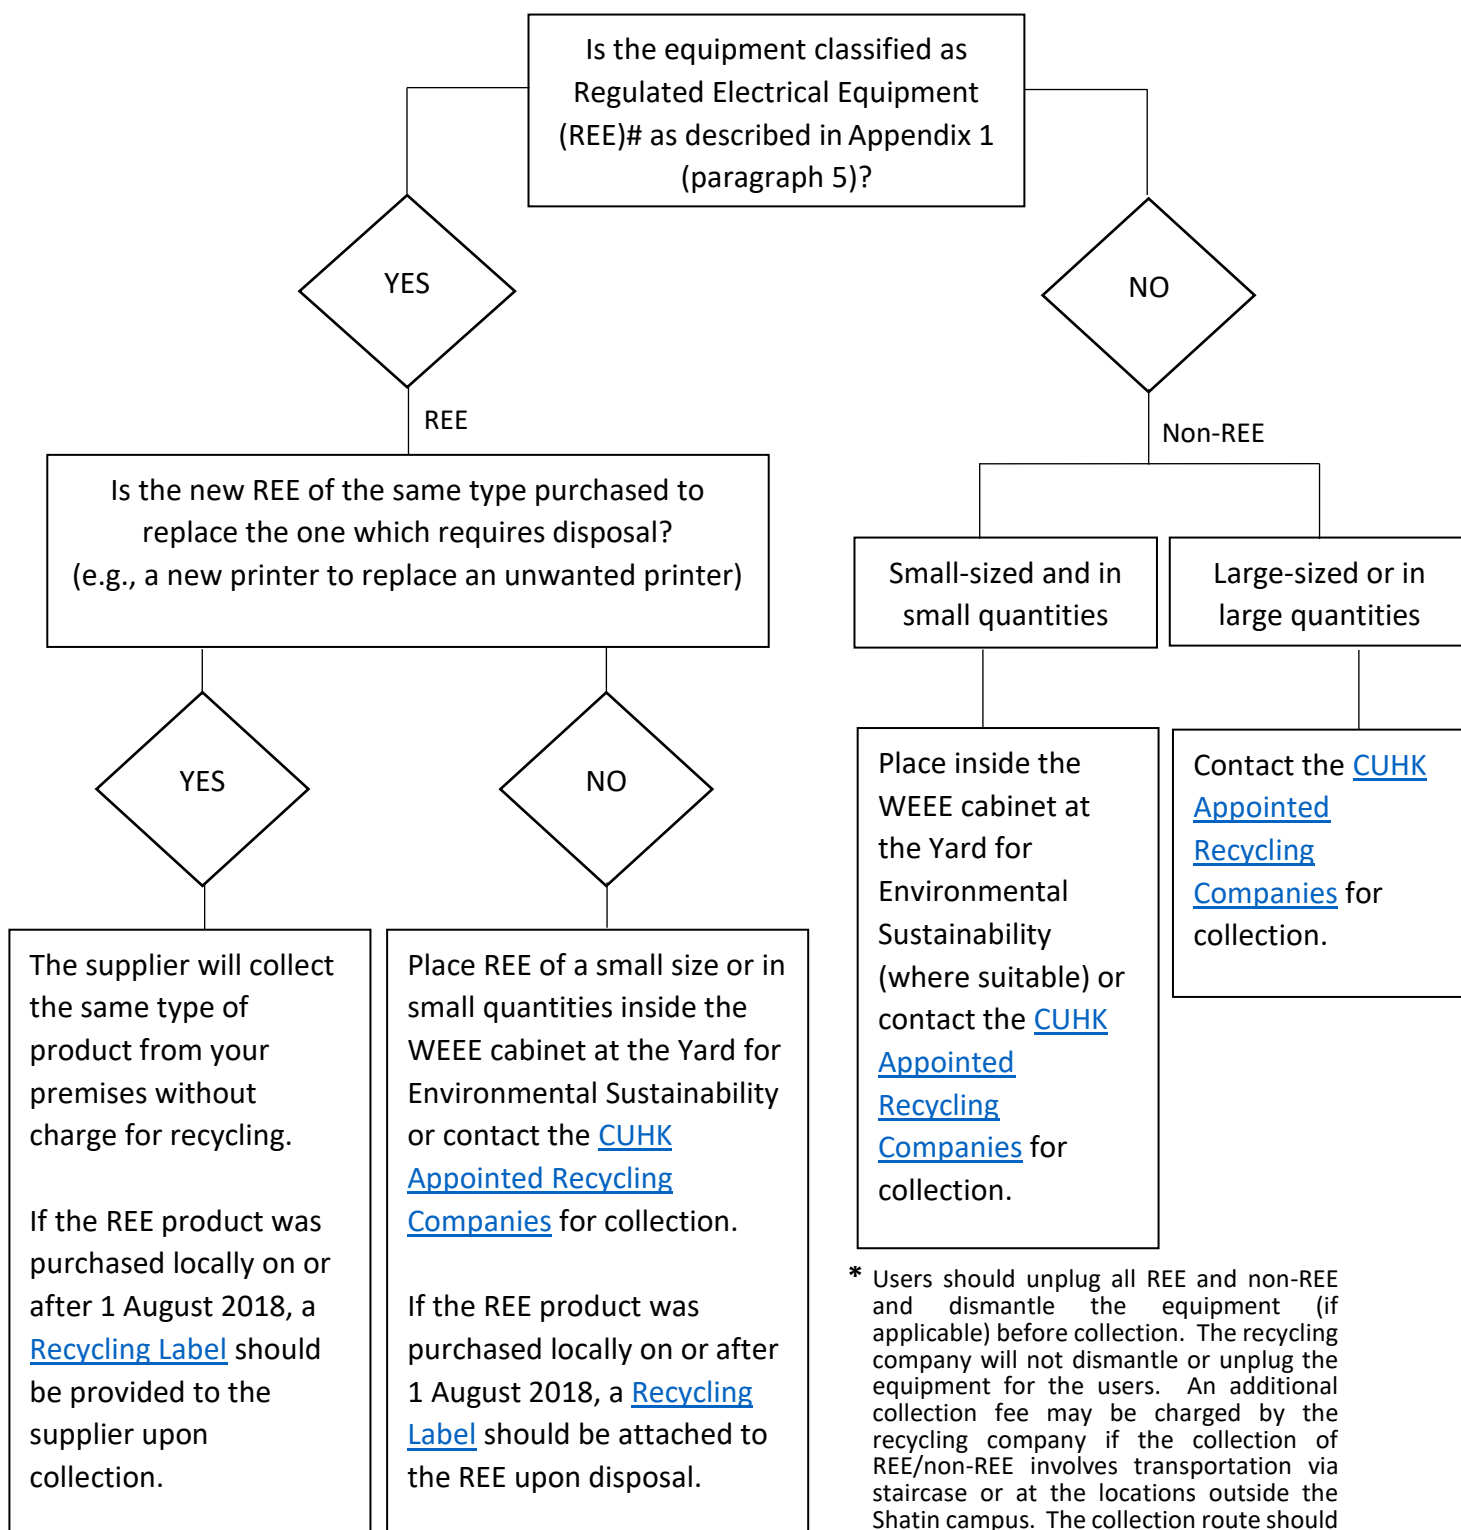 Is the equipment classified as
Regulated Electrical Equipment
(REE)# as described in Appendix 1
(paragraph 5)?
YES
NO
REE
Non-REE
Is the new REE of the same type purchased to
replace the one which requires disposal?
(e.g., a new printer to replace an unwanted printer)
Small-sized and in
small quantities
Large-sized or in
large quantities
YES
NO
Place inside the
WEEE cabinet at
the Yard for
Environmental
Sustainability
(where suitable) or
contact the CUHK
Appointed
Recycling
Companies for
collection.
Contact the CUHK
Appointed
Recycling
Companies for
collection.
The supplier will collect
the same type of
product from your
premises without
charge for recycling.
If the REE product was
purchased locally on or
after 1 August 2018, a
Recycling Label should
be provided to the
supplier upon
collection.
Place REE of a small size or in
small quantities inside the
WEEE cabinet at the Yard for
Environmental Sustainability
or contact the CUHK
Appointed Recycling
Companies for collection.
If the REE product was
purchased locally on or after
1 August 2018, a Recycling
Label should be attached to
the REE upon disposal.
* Users should unplug all REE and non-REE
and dismantle the equipment (if
applicable) before collection. The recycling
company will not dismantle or unplug the
equipment for the users. An additional
collection fee may be charged by the
recycling company if the collection of
REE/non-REE involves transportation via
staircase or at the locations outside the
Shatin campus. The collection route should